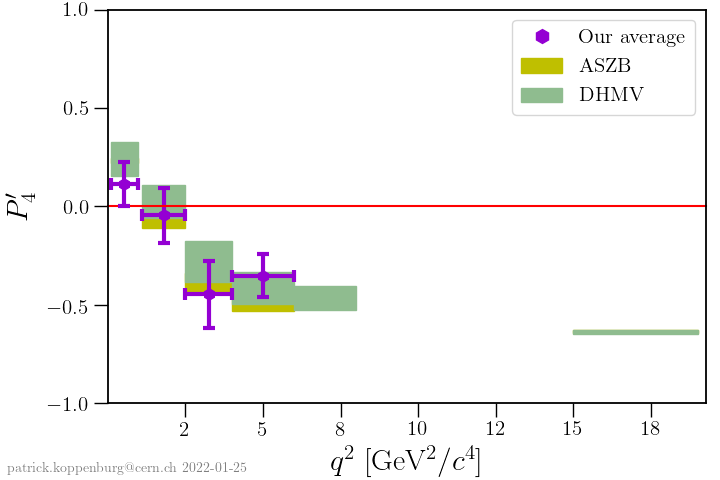 1.0
0.5
0.0
−0.5
−1.0
P′₄
Our average
ASZB
DHMV
2 5 8 10 12 15 18
q² [GeV²/c⁴]
patrick.koppenburg@cern.ch 2022-01-25